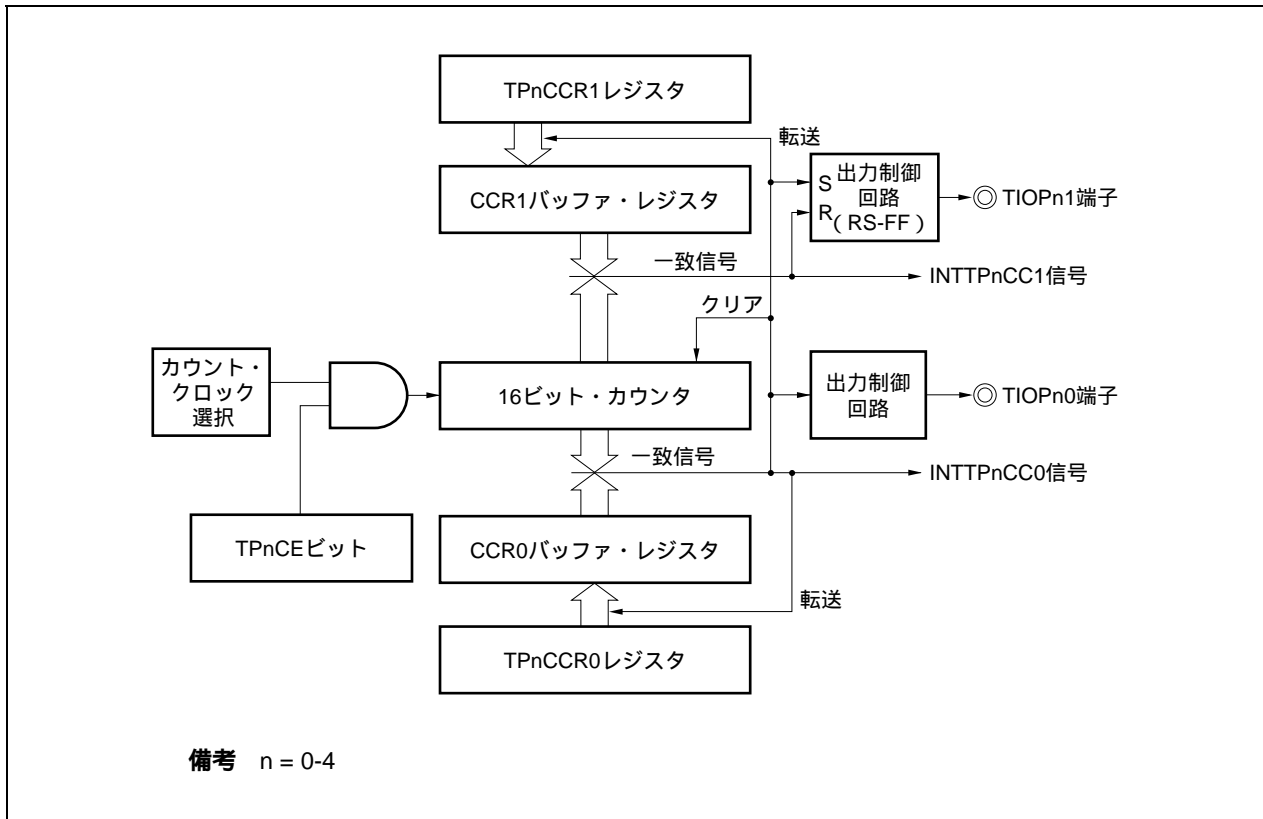 TPnCCR1レジスタ
転送
CCR1バッファ・レジスタ
S 出力制御
回路
R ( RS-FF )
TIOPn1端子
一致信号
INTTPnCC1信号
クリア
カウント・
クロック
選択
16ビット・カウンタ
出力制御
回路
TIOPn0端子
一致信号
INTTPnCC0信号
TPnCEビット
CCR0バッファ・レジスタ
転送
TPnCCR0レジスタ
備考 n = 0-4